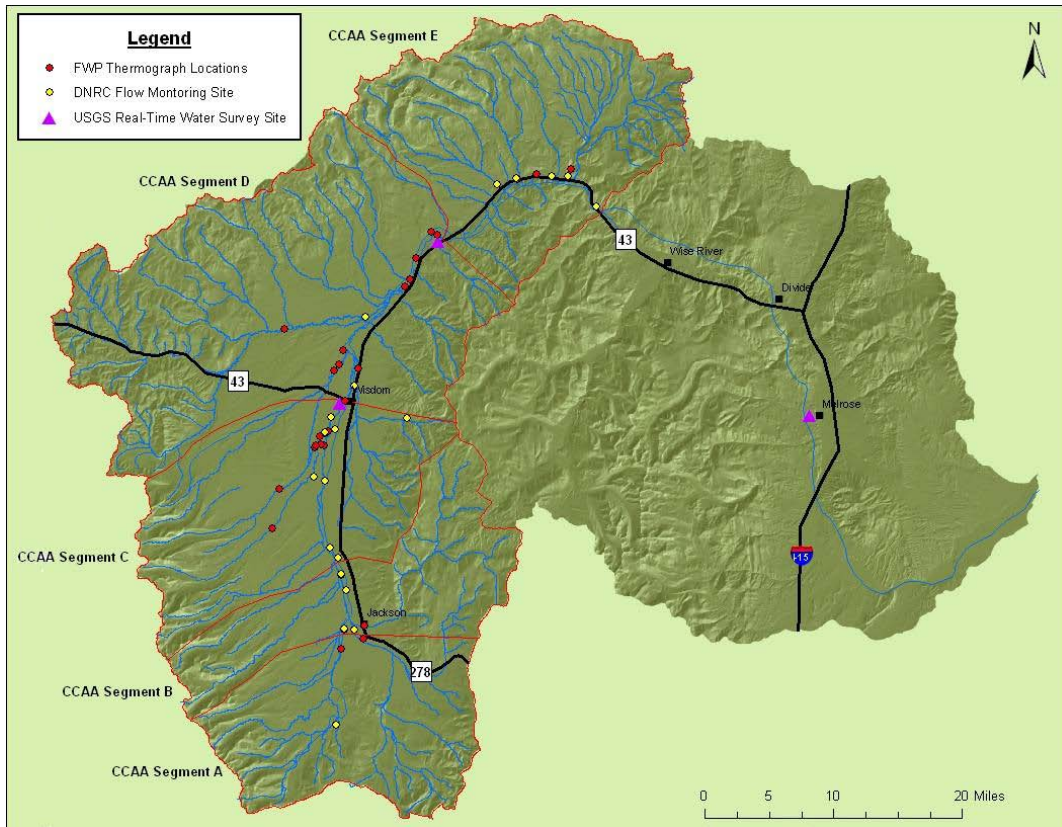 Legend
FWP Thermograph Locations
DNRC Flow Montoring Site
USGS Real-Time Water Survey Site
CCAA Segment E
N
CCAA Segment D
43
Wise River
Divide
43
Wisdom
Melrose
CCAA Segment C
I-15
Jackson
278
CCAA Segment B
CCAA Segment A
0 5 10 20 Miles